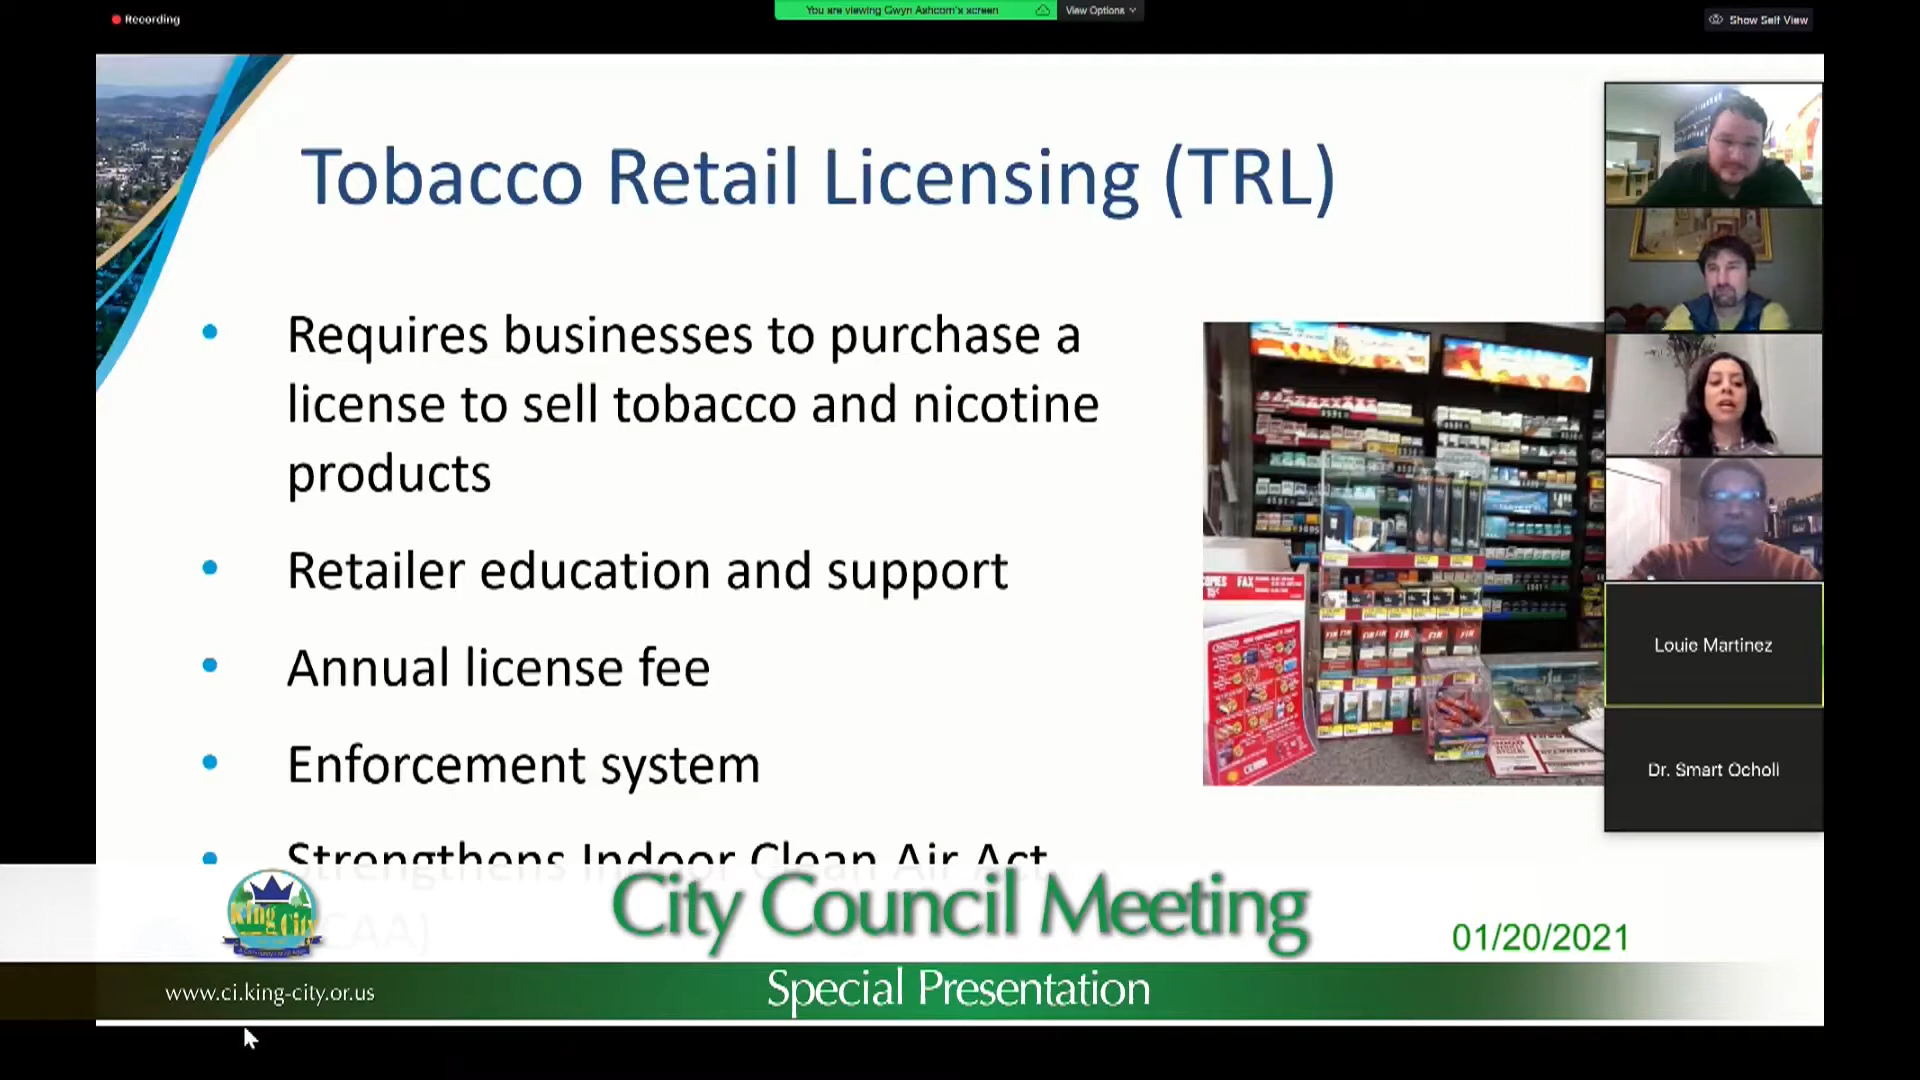 Recording
You are viewing Gwyn Ashcom's screen
View Options
Show Self View
Tobacco Retail Licensing (TRL)
• Requires businesses to purchase a
license to sell tobacco and nicotine
products
• Retailer education and support
• Annual license fee
• Enforcement system
• Strengthens Indoor Clean Air Act
CAA)
Louie Martinez
Dr. Smart Ocholi
King City
City Council Meeting
01/20/2021
www.ci.king-city.or.us
Special Presentation